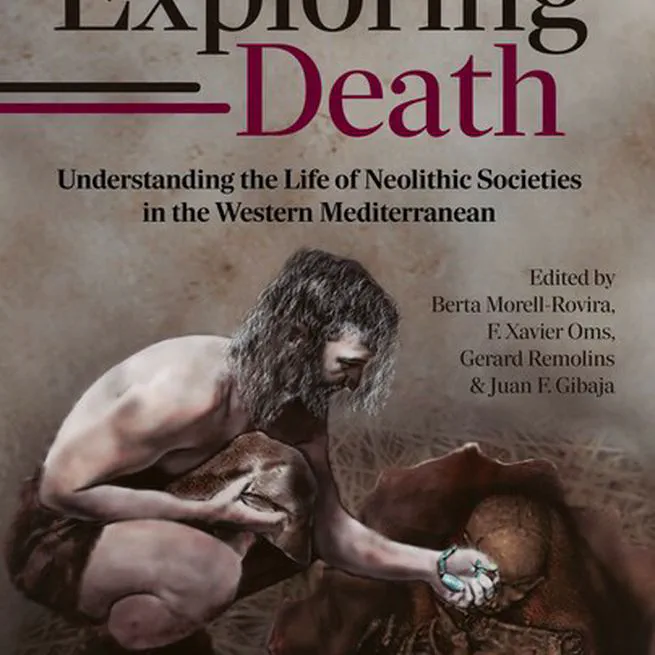 Exploring
Death
Understanding the Life of Neolithic Societies
in the Western Mediterranean
Edited by
Berta Morell-Rovira,
F. Xavier Oms,
Gerard Remolins
& Juan F. Gibaja